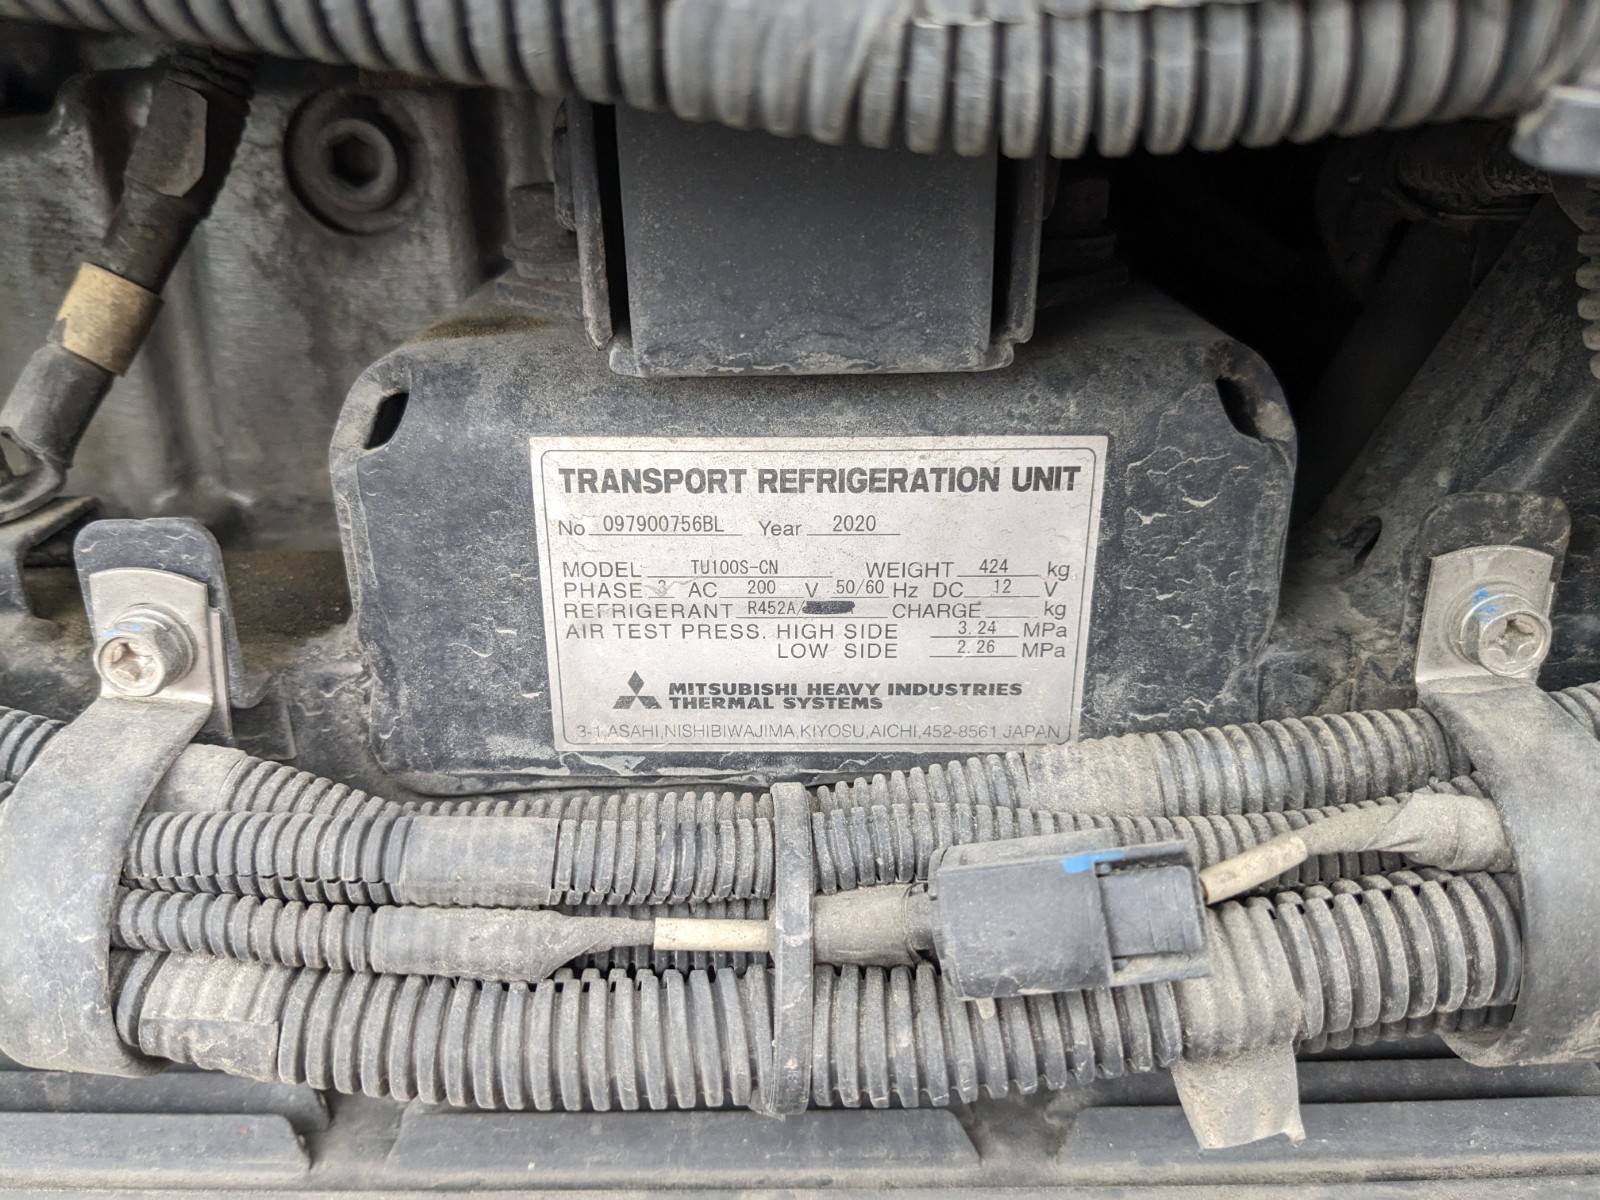 TRANSPORT REFRIGERATION UNIT
No 097900756BL Year 2020
MODEL TU100S-CN WEIGHT 424 kg
PHASE 3 AC 200 V 50/60 Hz DC 12 V
REFRIGERANT R452A/ CHARGE kg
AIR TEST PRESS. HIGH SIDE 3.24 MPa
LOW SIDE 2.26 MPa
MITSUBISHI HEAVY INDUSTRIES
THERMAL SYSTEMS
3-1,ASAHI,NISHIBIWAJIMA,KIYOSU,AICHI,452-8561 JAPAN